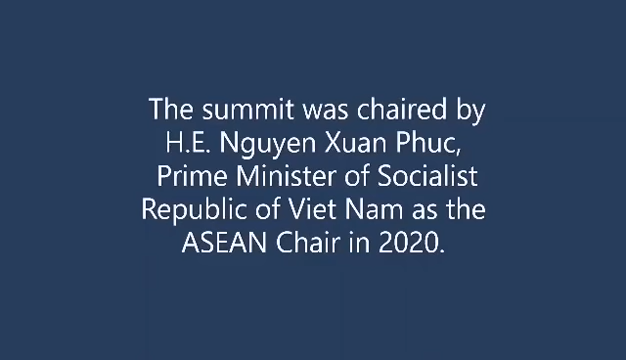 The summit was chaired by
H.E. Nguyen Xuan Phuc,
Prime Minister of Socialist
Republic of Viet Nam as the
ASEAN Chair in 2020.